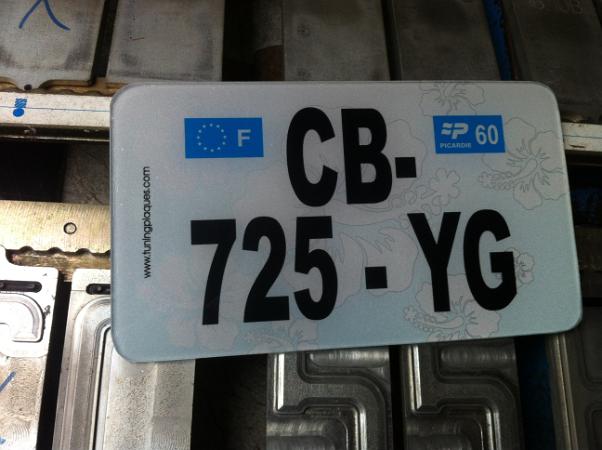 F
CB-
PICARDIE
60
725-YG
www.tuningplaques.com